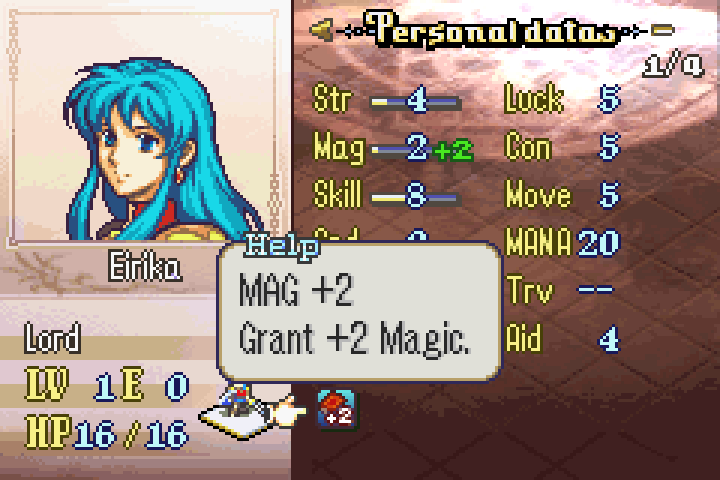 Personal datas
1/4
Str 4 Luck 5
Mag 2 +2 Con 5
Skill 8 Move 5
MANA 20
Help
MAG +2
Grant +2 Magic.
Trv --
Aid 4
Eirika
Lord
LV 1 E 0
HP 16/16
+2